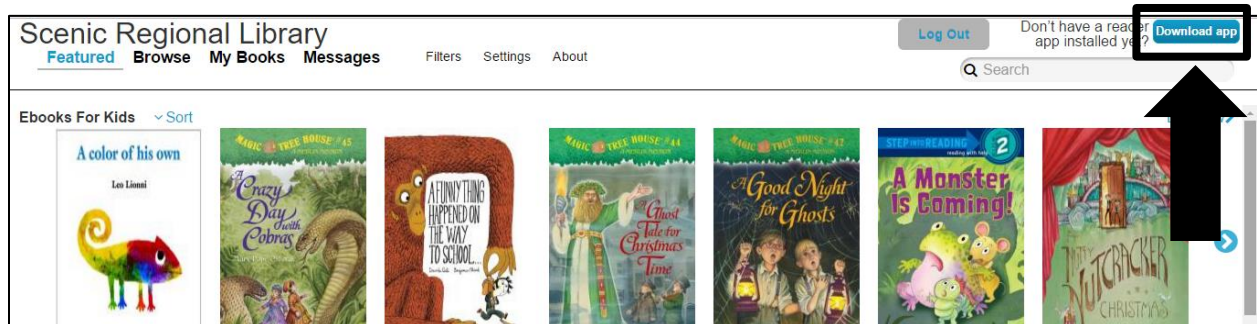 Scenic Regional Library
Log Out
Don't have a reader
app installed yet?
Download app
Featured Browse My Books Messages Filters Settings About
Search
Ebooks For Kids Sort
A color of his own
Leo Lionni
MAGIC TREE HOUSE #45
A Crazy
Day with
Cobras
A FUNNY THING
HAPPENED ON
THE WAY
TO SCHOOL...
MAGIC TREE HOUSE #44
A Ghost
Tale for
Christmas
Time
MAGIC TREE HOUSE #42
A Good Night
for Ghosts
STEP INTO READING 2
A Monster
Is Coming!
NUTCRACKER
CHRISTMAS